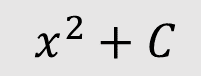 x² + C